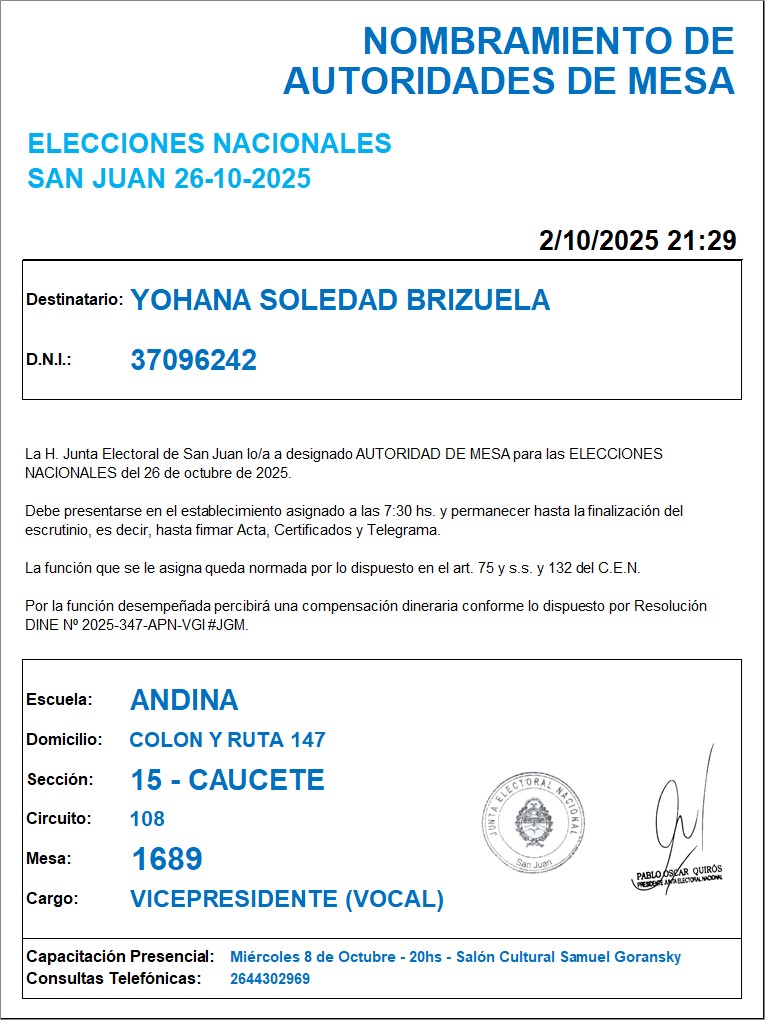 NOMBRAMIENTO DE
AUTORIDADES DE MESA
ELECCIONES NACIONALES
SAN JUAN 26-10-2025
2/10/2025 21:29
Destinatario: YOHANA SOLEDAD BRIZUELA
D.N.I.: 37096242
La H. Junta Electoral de San Juan lo/a a designado AUTORIDAD DE MESA para las ELECCIONES
NACIONALES del 26 de octubre de 2025.
Debe presentarse en el establecimiento asignado a las 7:30 hs. y permanecer hasta la finalización del
escrutinio, es decir, hasta firmar Acta, Certificados y Telegrama.
La función que se le asigna queda normada por lo dispuesto en el art. 75 y s.s. y 132 del C.E.N.
Por la función desempeñada percibirá una compensación dineraria conforme lo dispuesto por Resolución
DINE Nº 2025-347-APN-VGI#JGM.
Escuela: ANDINA
Domicilio: COLON Y RUTA 147
Sección: 15 - CAUCETE
Circuito: 108
Mesa: 1689
Cargo: VICEPRESIDENTE (VOCAL)
JUNTA ELECTORAL NACIONAL
San Juan
PABLO OSCAR QUIRÓS
PRESIDENTE JUNTA ELECTORAL NACIONAL
Capacitación Presencial: Miércoles 8 de Octubre - 20hs - Salón Cultural Samuel Goransky
Consultas Telefónicas: 2644302969